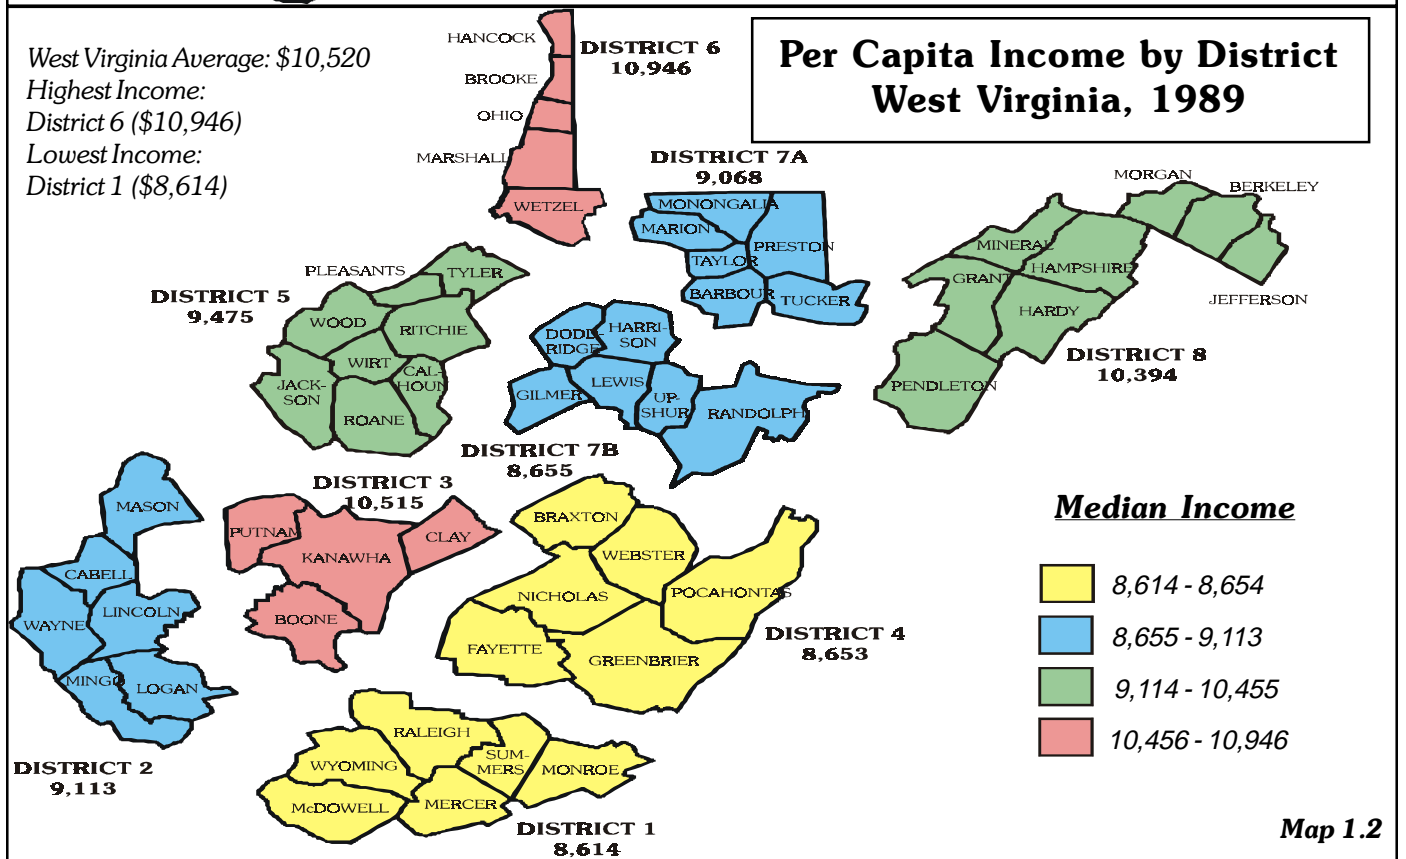 West Virginia Average: $10,520
Highest Income:
District 6 ($10,946)
Lowest Income:
District 1 ($8,614)
Per Capita Income by District
West Virginia, 1989
HANCOCK
BROOKE
OHIO
MARSHALL
WETZEL
DISTRICT 6
10,946
DISTRICT 7A
9,068
MONONGALIA
MARION
PRESTON
TAYLOR
BARBOUR
TUCKER
MORGAN
BERKELEY
MINERAL
HAMPSHIRE
GRANT
HARDY
JEFFERSON
PENDLETON
DISTRICT 8
10,394
DISTRICT 5
9,475
PLEASANTS
TYLER
WOOD
RITCHIE
WIRT
CAL-
HOUN
JACK-
SON
ROANE
DODD-
RIDGE
HARRI-
SON
GILMER
LEWIS
UP-
SHUR
RANDOLPH
DISTRICT 7B
8,655
DISTRICT 3
10,515
PUTNAM
KANAWHA
CLAY
BOONE
MASON
CABELL
LINCOLN
WAYNE
MINGO
LOGAN
DISTRICT 2
9,113
BRAXTON
WEBSTER
NICHOLAS
POCAHONTAS
FAYETTE
GREENBRIER
DISTRICT 4
8,653
RALEIGH
WYOMING
SUM-
MERS
MONROE
McDOWELL
MERCER
DISTRICT 1
8,614
Median Income
8,614 - 8,654
8,655 - 9,113
9,114 - 10,455
10,456 - 10,946
Map 1.2